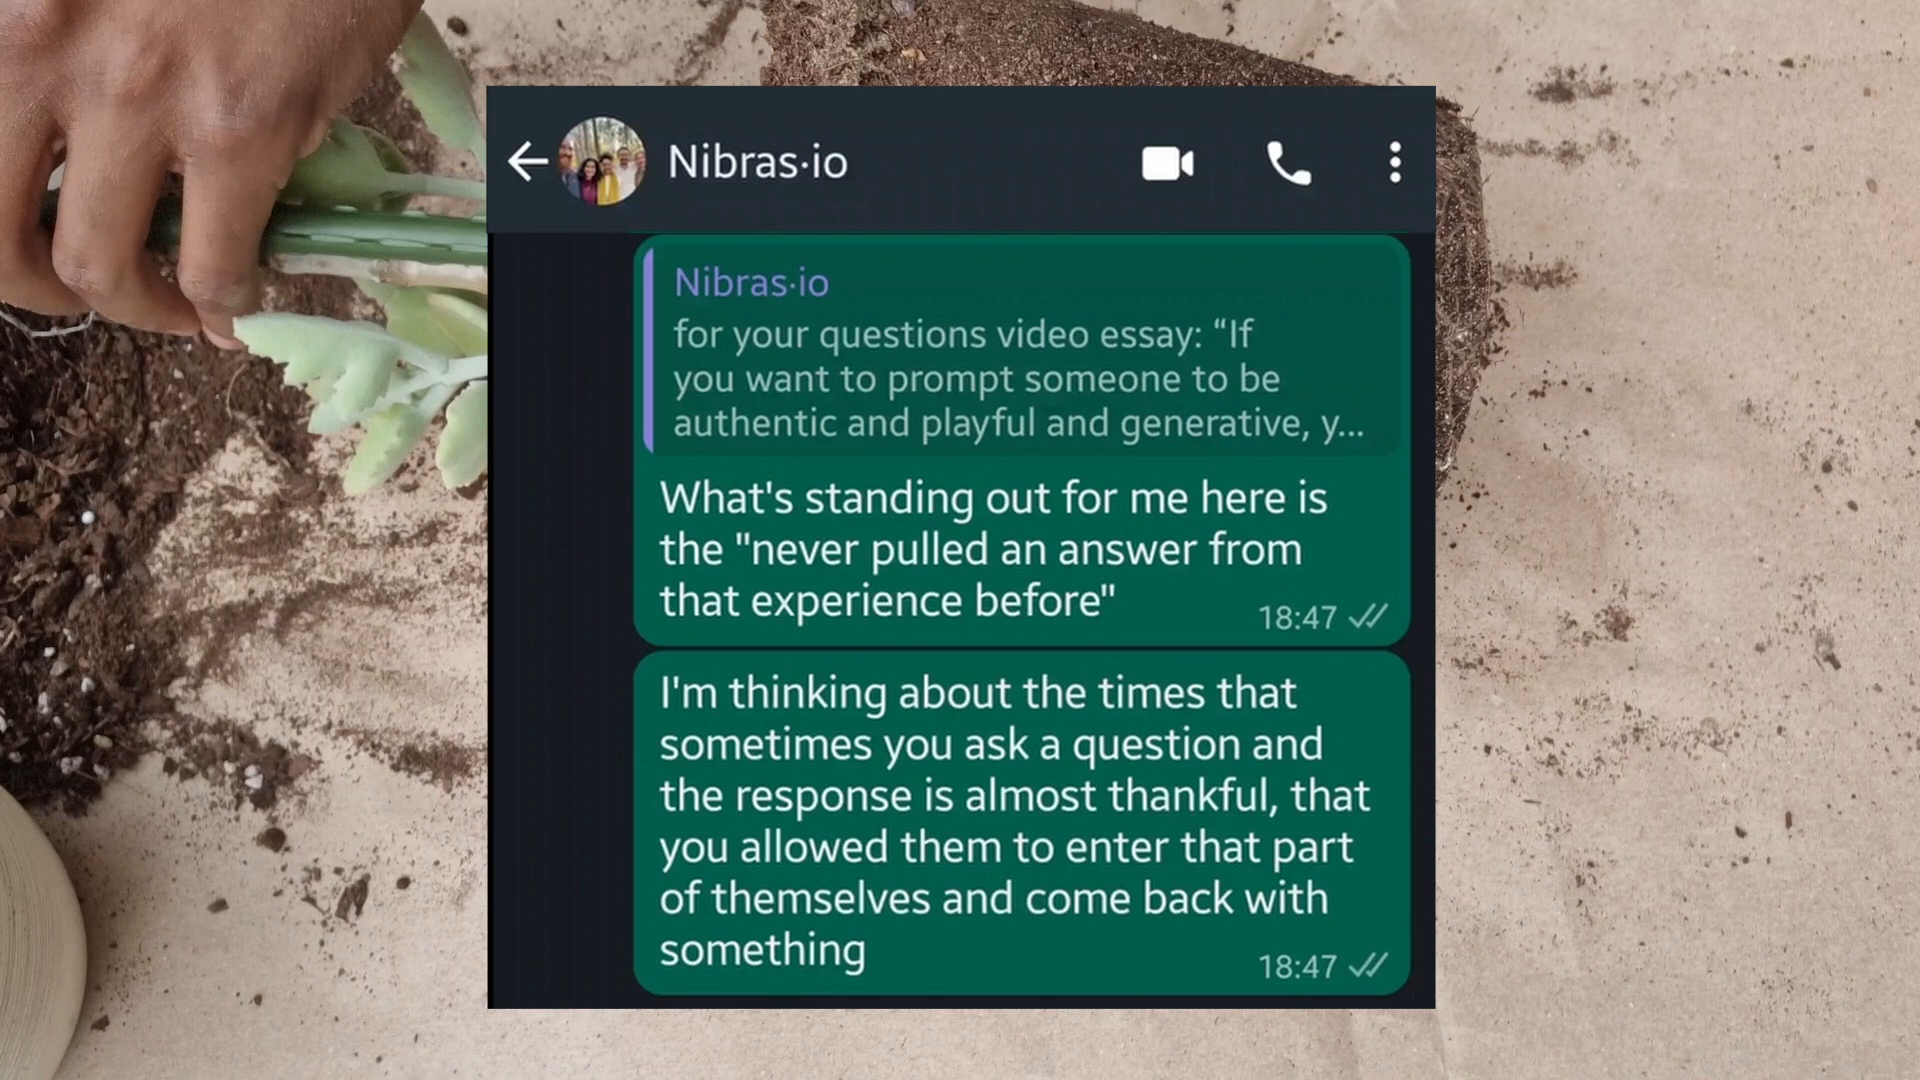 Nibras·io
Nibras·io
for your questions video essay: “If
you want to prompt someone to be
authentic and playful and generative, y...
What's standing out for me here is
the "never pulled an answer from
that experience before"
18:47
I'm thinking about the times that
sometimes you ask a question and
the response is almost thankful, that
you allowed them to enter that part
of themselves and come back with
something
18:47